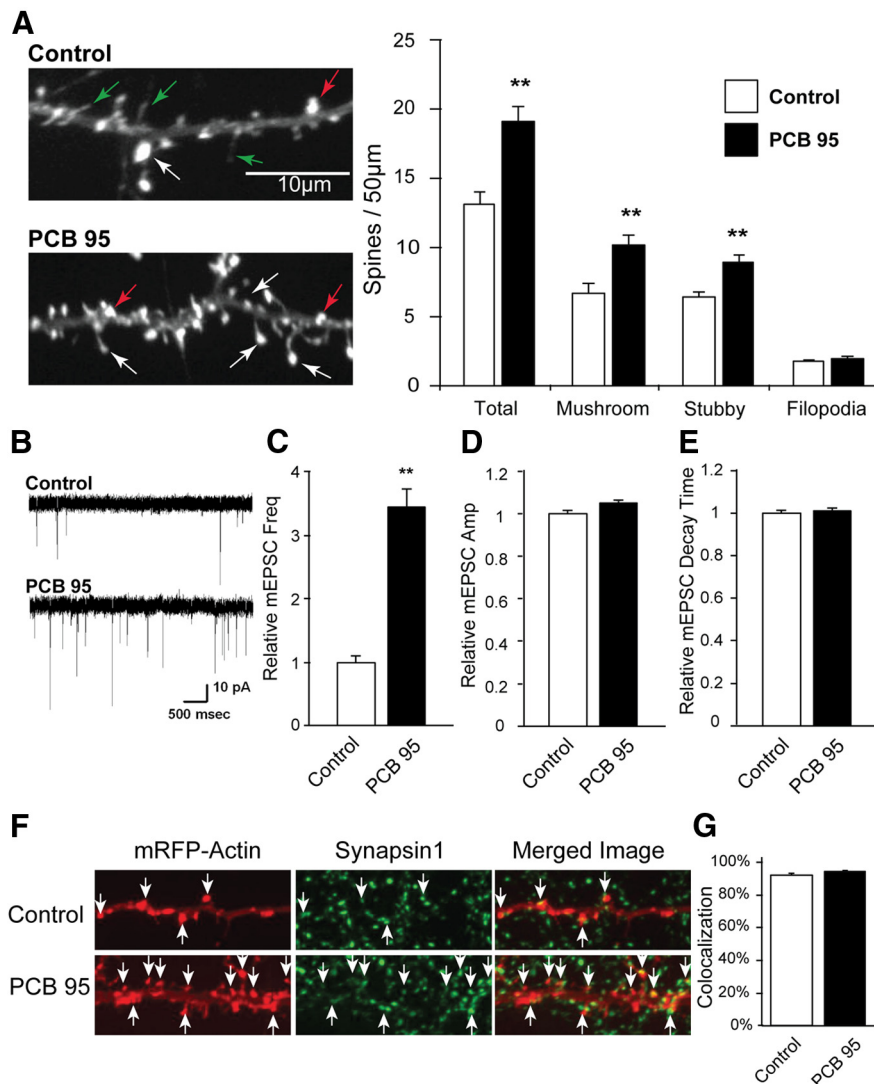 A
Control
10µm
PCB 95
Spines / 50µm
25
20
15
10
5
0
**
**
**
Control
PCB 95
Total
Mushroom
Stubby
Filopodia
B
Control
PCB 95
10 pA
500 msec
C
Relative mEPSC Freq
4
3
2
1
0
**
Control
PCB 95
D
Relative mEPSC Amp
1.2
1
0.8
0.6
0.4
0.2
0
Control
PCB 95
E
Relative mEPSC Decay Time
1.2
1
0.8
0.6
0.4
0.2
0
Control
PCB 95
F
mRFP-Actin
Synapsin1
Merged Image
Control
PCB 95
G
Colocalization
100%
80%
60%
40%
20%
0%
Control
PCB 95